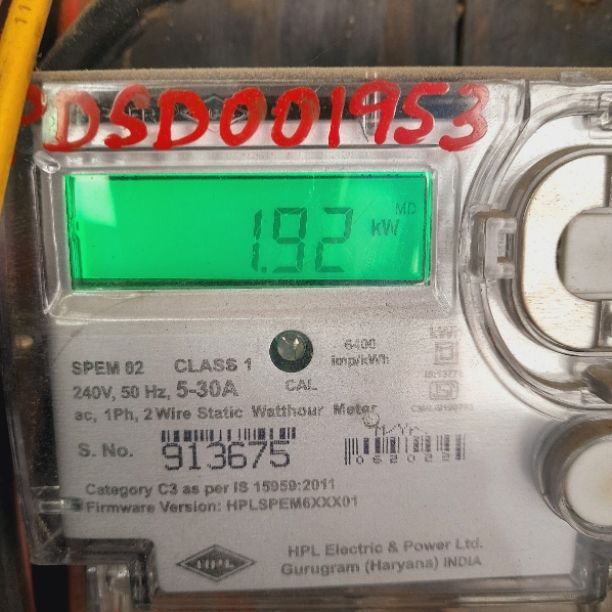 PDSD001953
MD
1.92 kW
6400
imp/kWh
SPEM 02 CLASS 1
240V, 50 Hz, 5-30A
CAL
ac, 1Ph, 2 Wire Static Watthour Meter
S. No. 913675
062022
Category C3 as per IS 15959:2011
Firmware Version: HPLSPEM6XXX01
HPL
HPL Electric & Power Ltd.
Gurugram (Haryana) INDIA